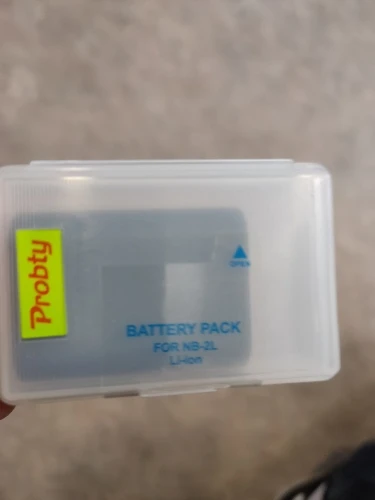 Probty
OPEN
BATTERY PACK
FOR NB-2L
Li-ion